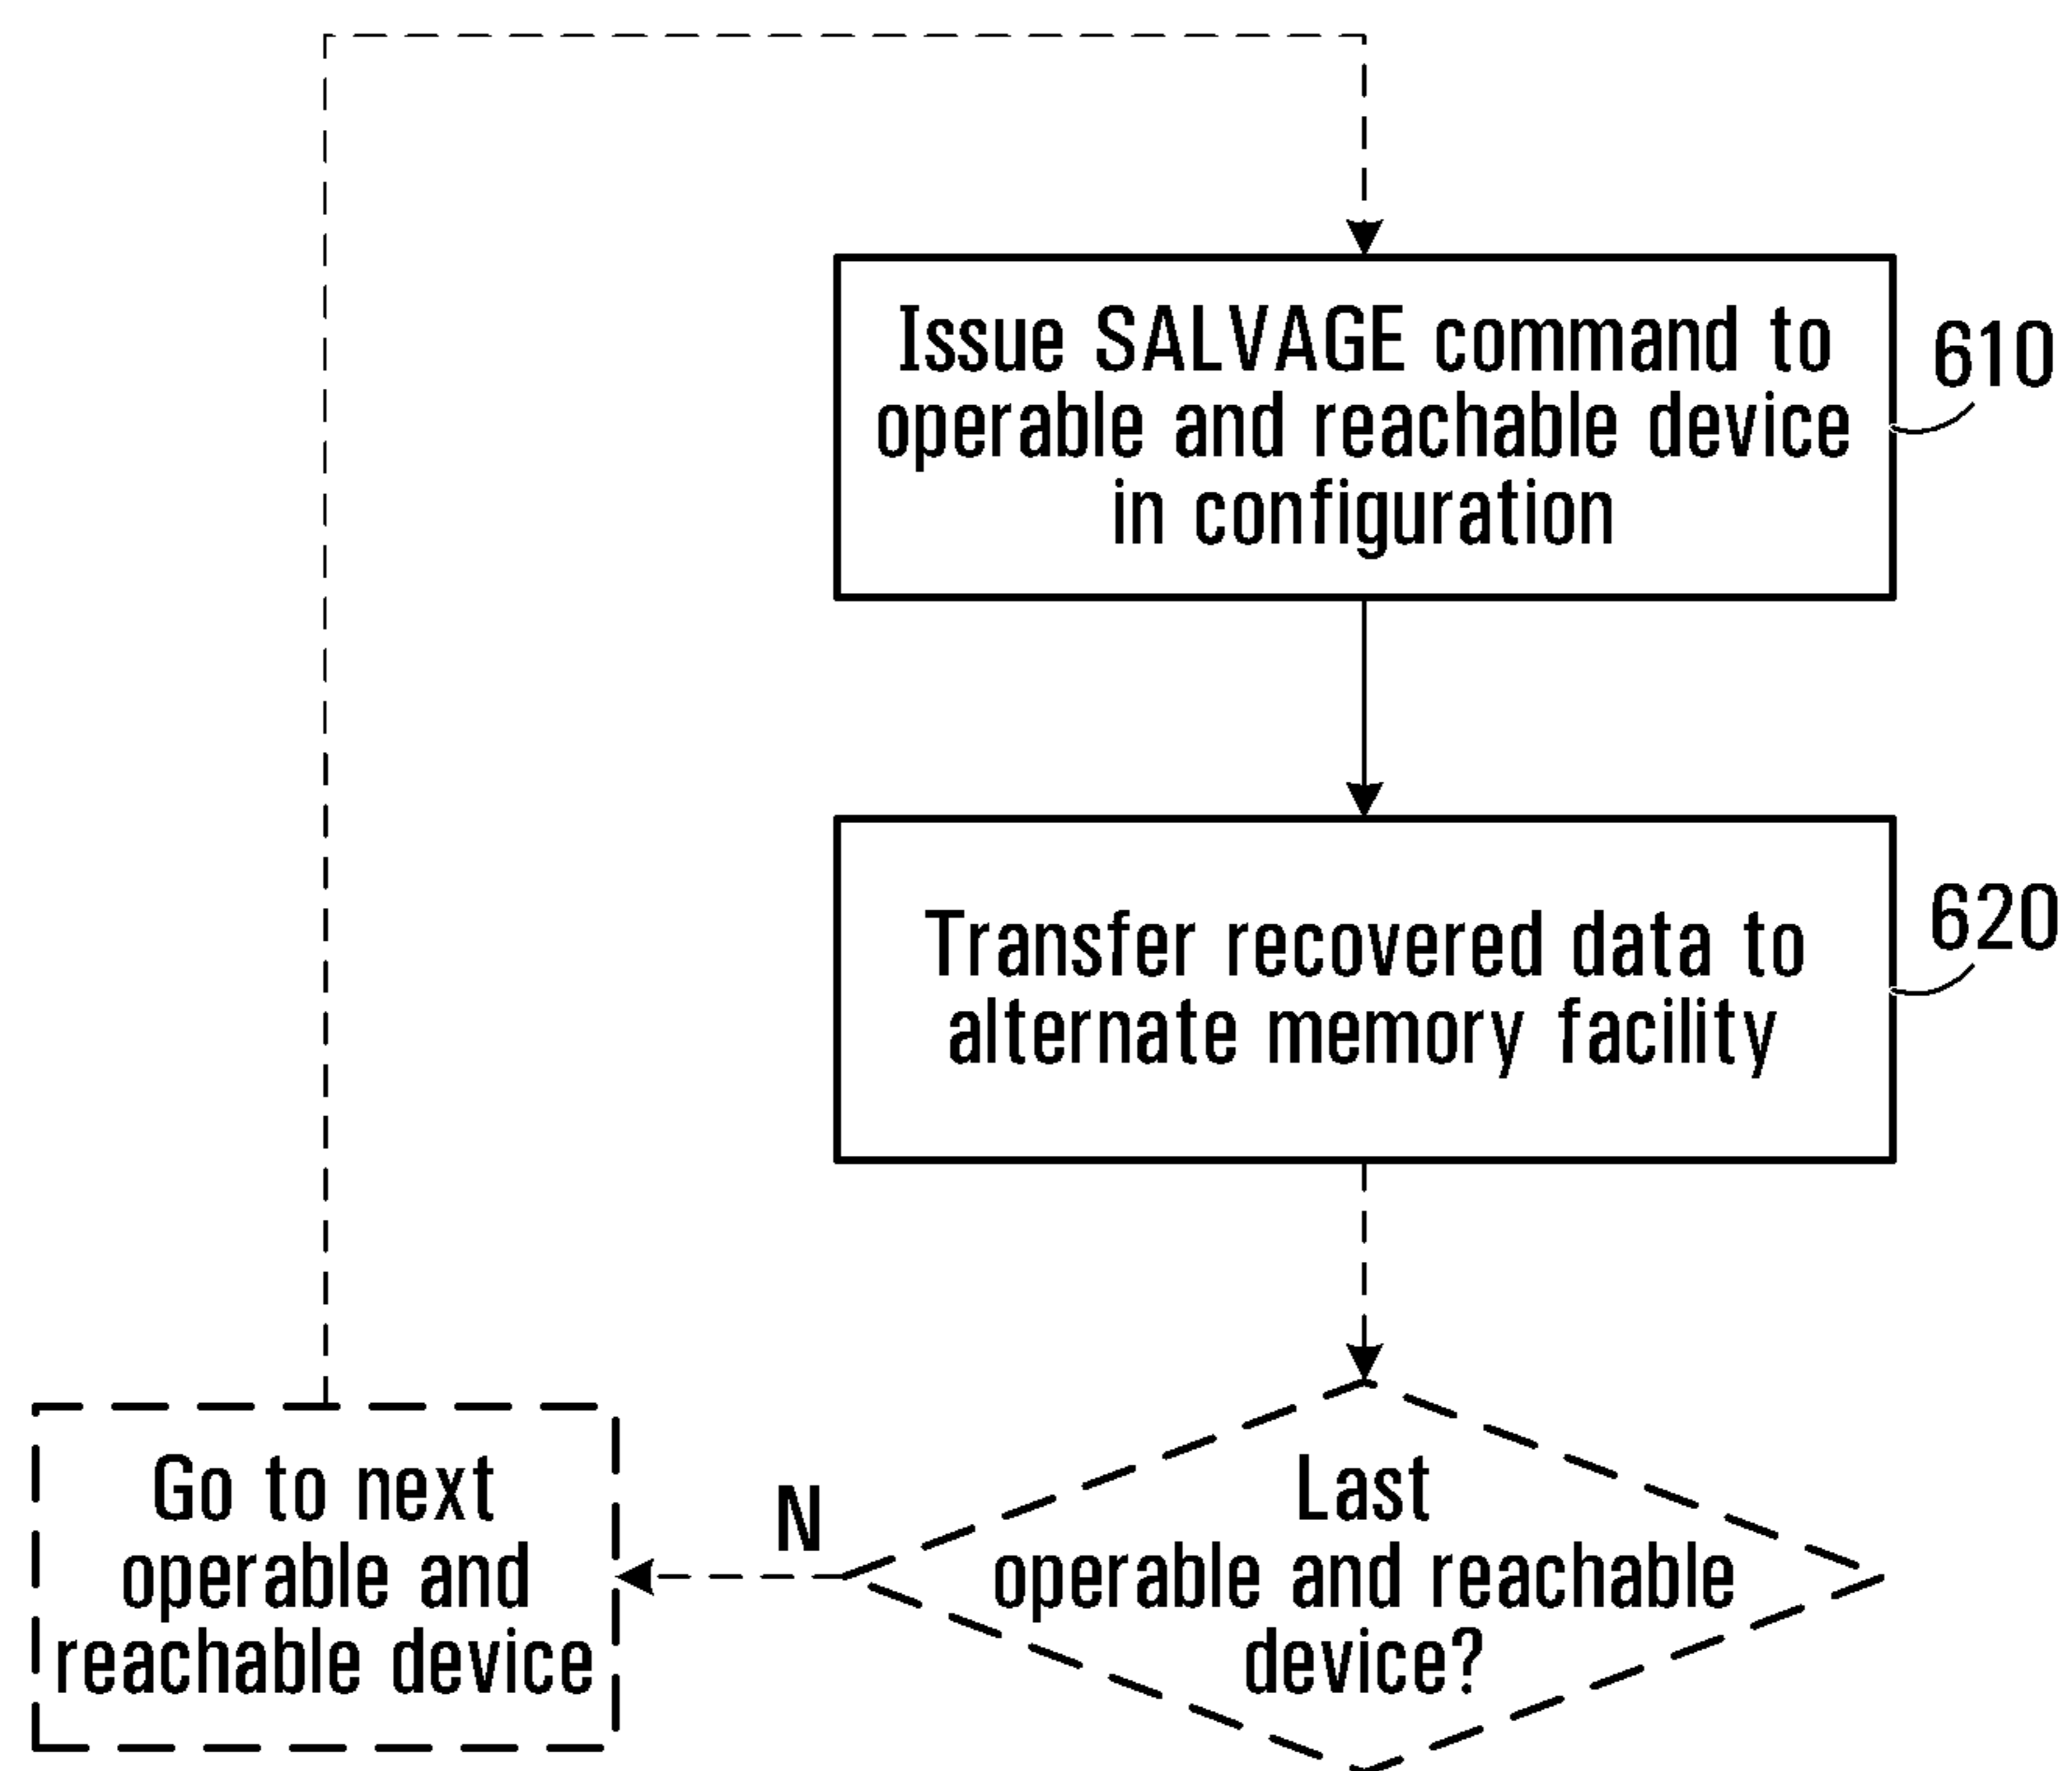 Issue SALVAGE command to
operable and reachable device
in configuration
610
Transfer recovered data to
alternate memory facility
620
Last
operable and reachable
device?
N
Go to next
operable and
reachable device